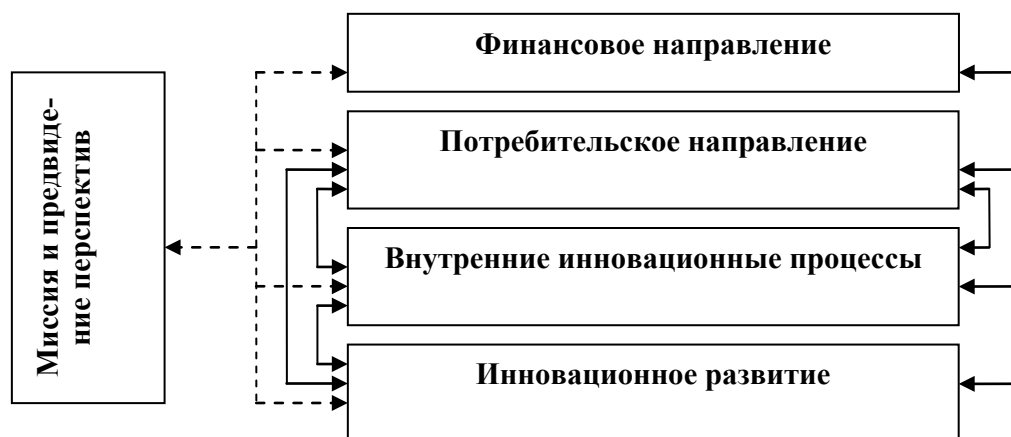 Финансовое направление
Потребительское направление
Миссия и предвиде-
ние перспектив
Внутренние инновационные процессы
Инновационное развитие